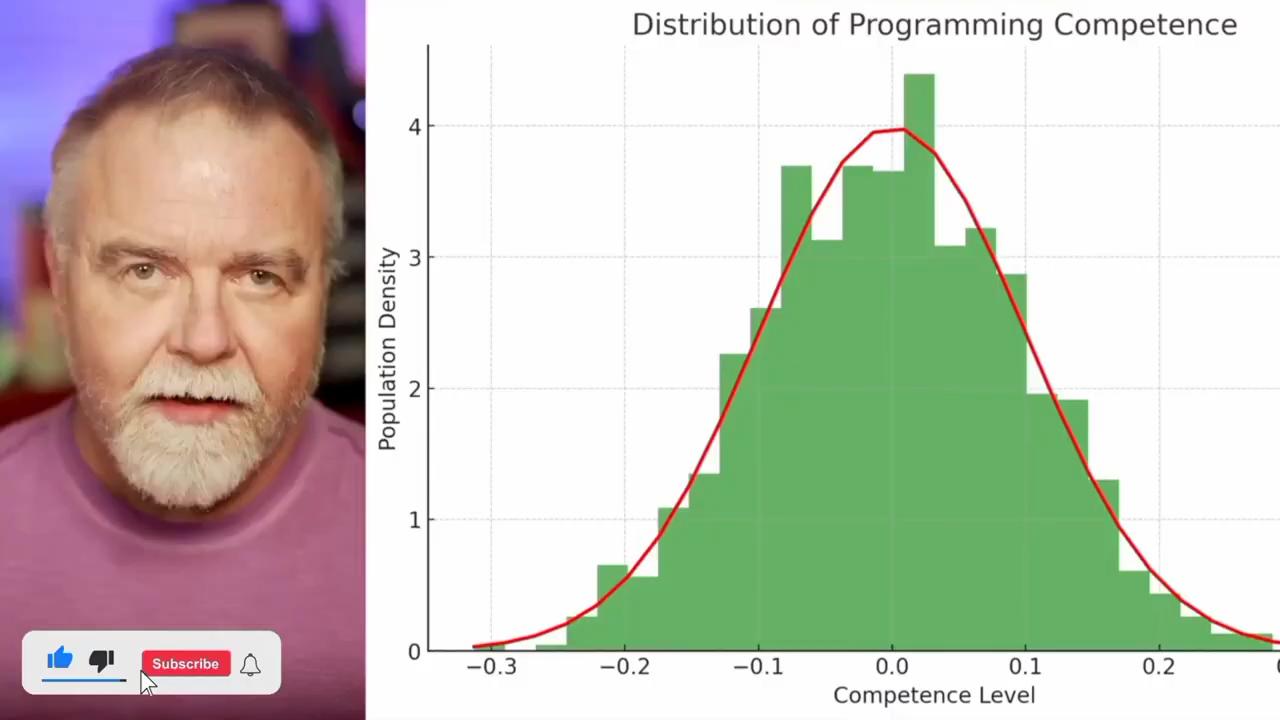 Distribution of Programming Competence
Population Density
4
3
2
1
0
−0.3 −0.2 −0.1 0.0 0.1 0.2
Competence Level
Subscribe